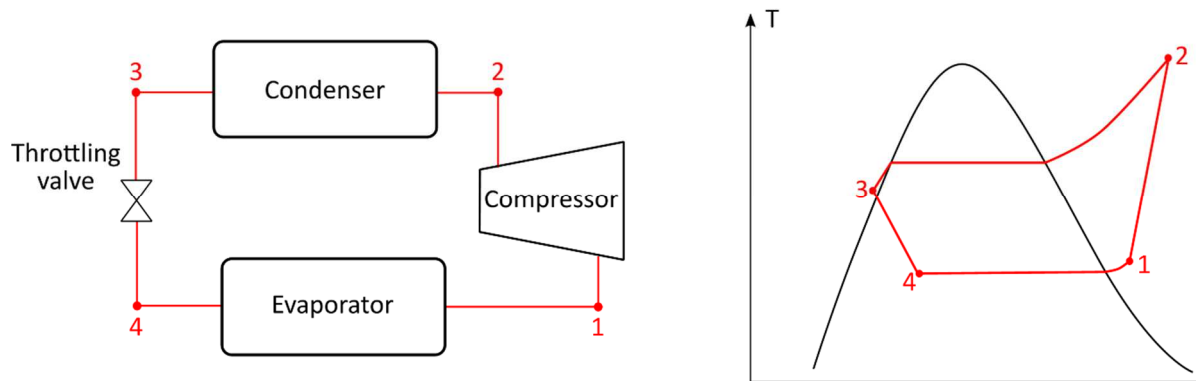 3
2
Condenser
Throttling
valve
Compressor
Evaporator
4
1
T
2
3
1
4